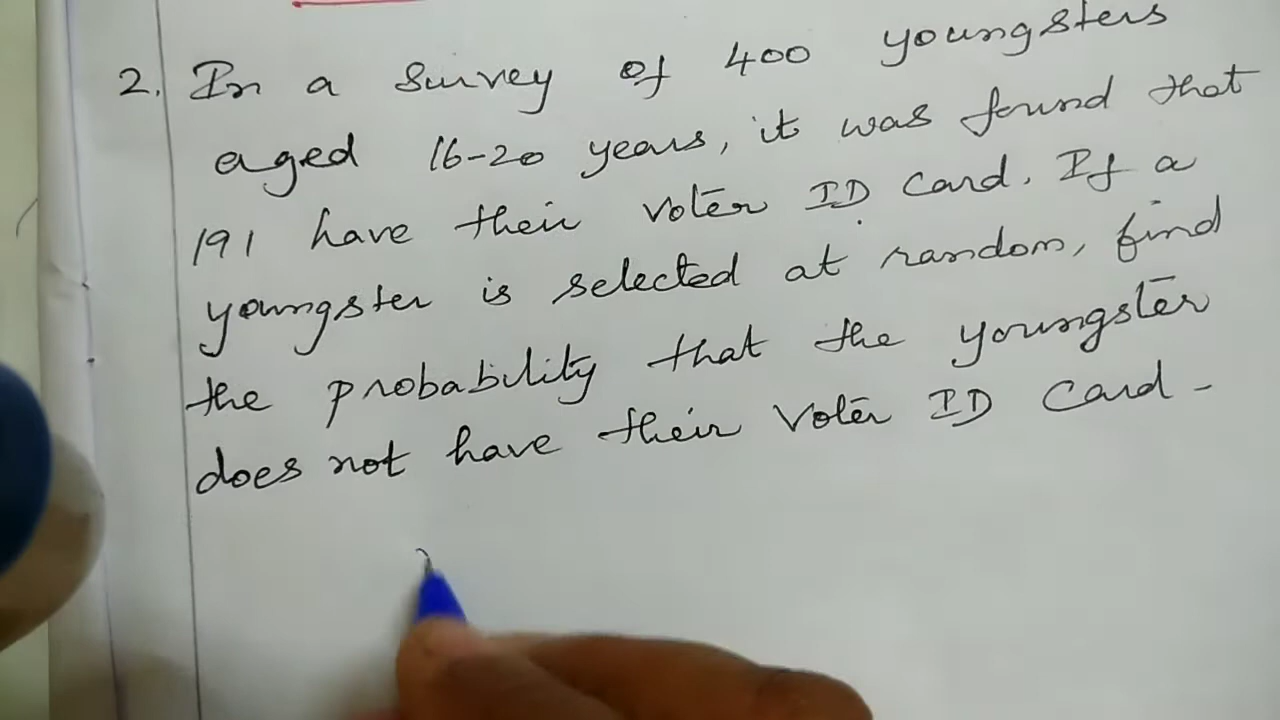 2. In a survey of 400 youngsters
aged 16-20 years, it was found that
191 have their Voter ID card. If a
youngster is selected at random, find
the probability that the youngster
does not have their Voter ID card.